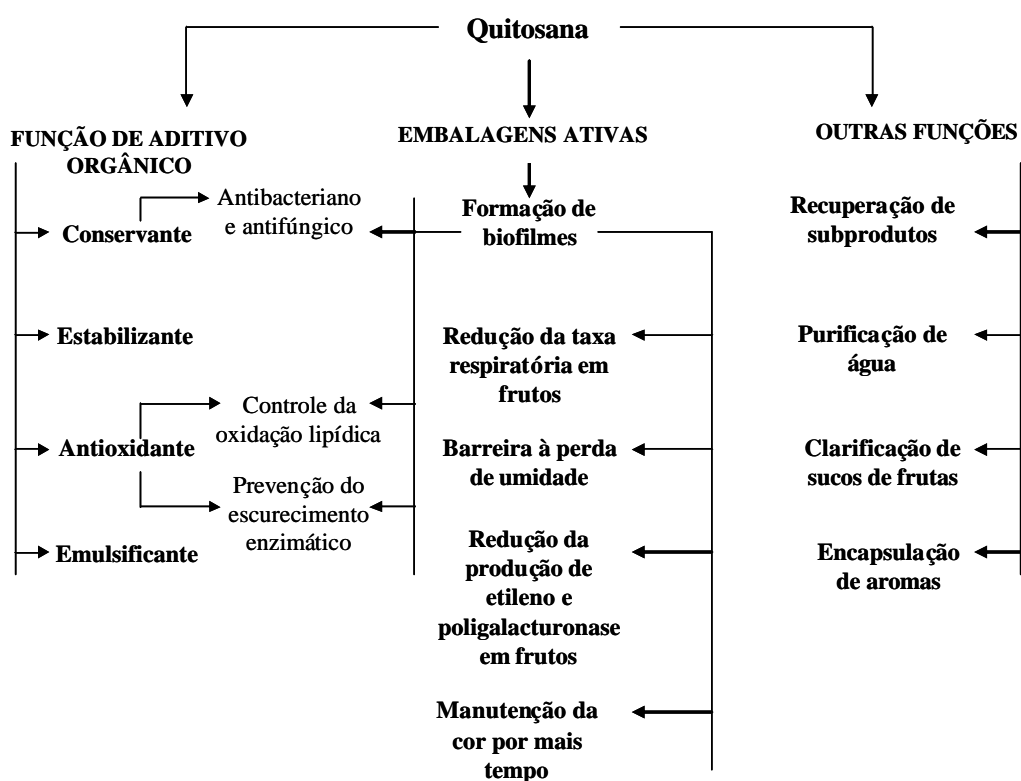 Quitosana
FUNÇÃO DE ADITIVO
ORGÂNICO
Conservante
Antibacteriano
e antifúngico
Estabilizante
Antioxidante
Controle da
oxidação lipídica
Prevenção do
escurecimento
enzimático
Emulsificante
EMBALAGENS ATIVAS
Formação de
biofilmes
Redução da taxa
respiratória em
frutos
Barreira à perda
de umidade
Redução da
produção de
etileno e
poligalacturonase
em frutos
Manutenção da
cor por mais
tempo
OUTRAS FUNÇÕES
Recuperação de
subprodutos
Purificação de
água
Clarificação de
sucos de frutas
Encapsulação
de aromas